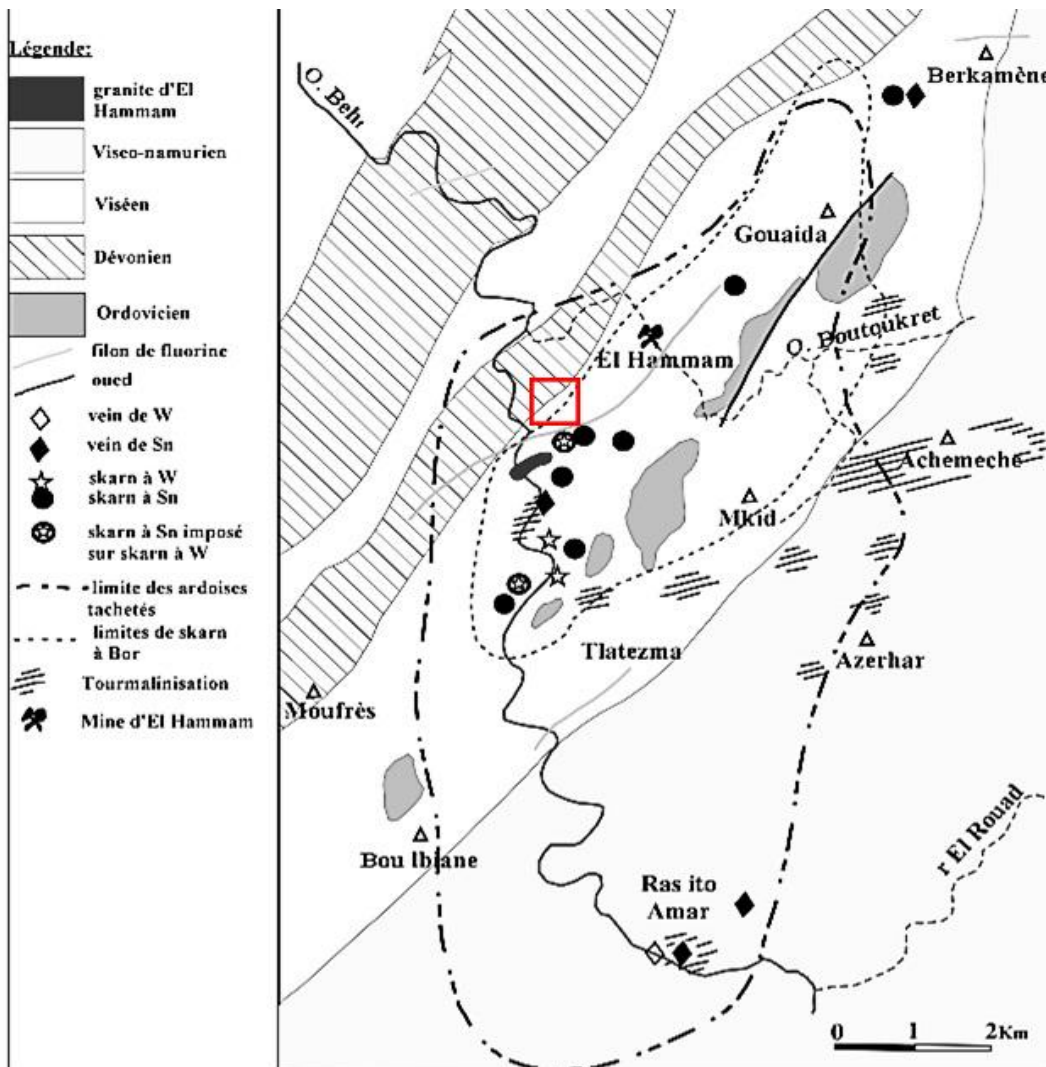 Légende:
granite d'El
Hammam
Viseo-namurien
Viséen
Dévonien
Ordovicien
filon de fluorine
oued
vein de W
vein de Sn
skarn à W
skarn à Sn
skarn à Sn imposé
sur skarn à W
limite des ardoises
tachetés
limites de skarn
à Bor
Tourmalinisation
Mine d'El Hammam
O. Beht
Berkamène
Gouaida
El Hammam
O. Boutoukret
Achemeche
Mkid
Tlatezma
Azerhar
Moufrès
Bou Ibiane
Ras ito
Amar
r El Rouad
0 1 2Km